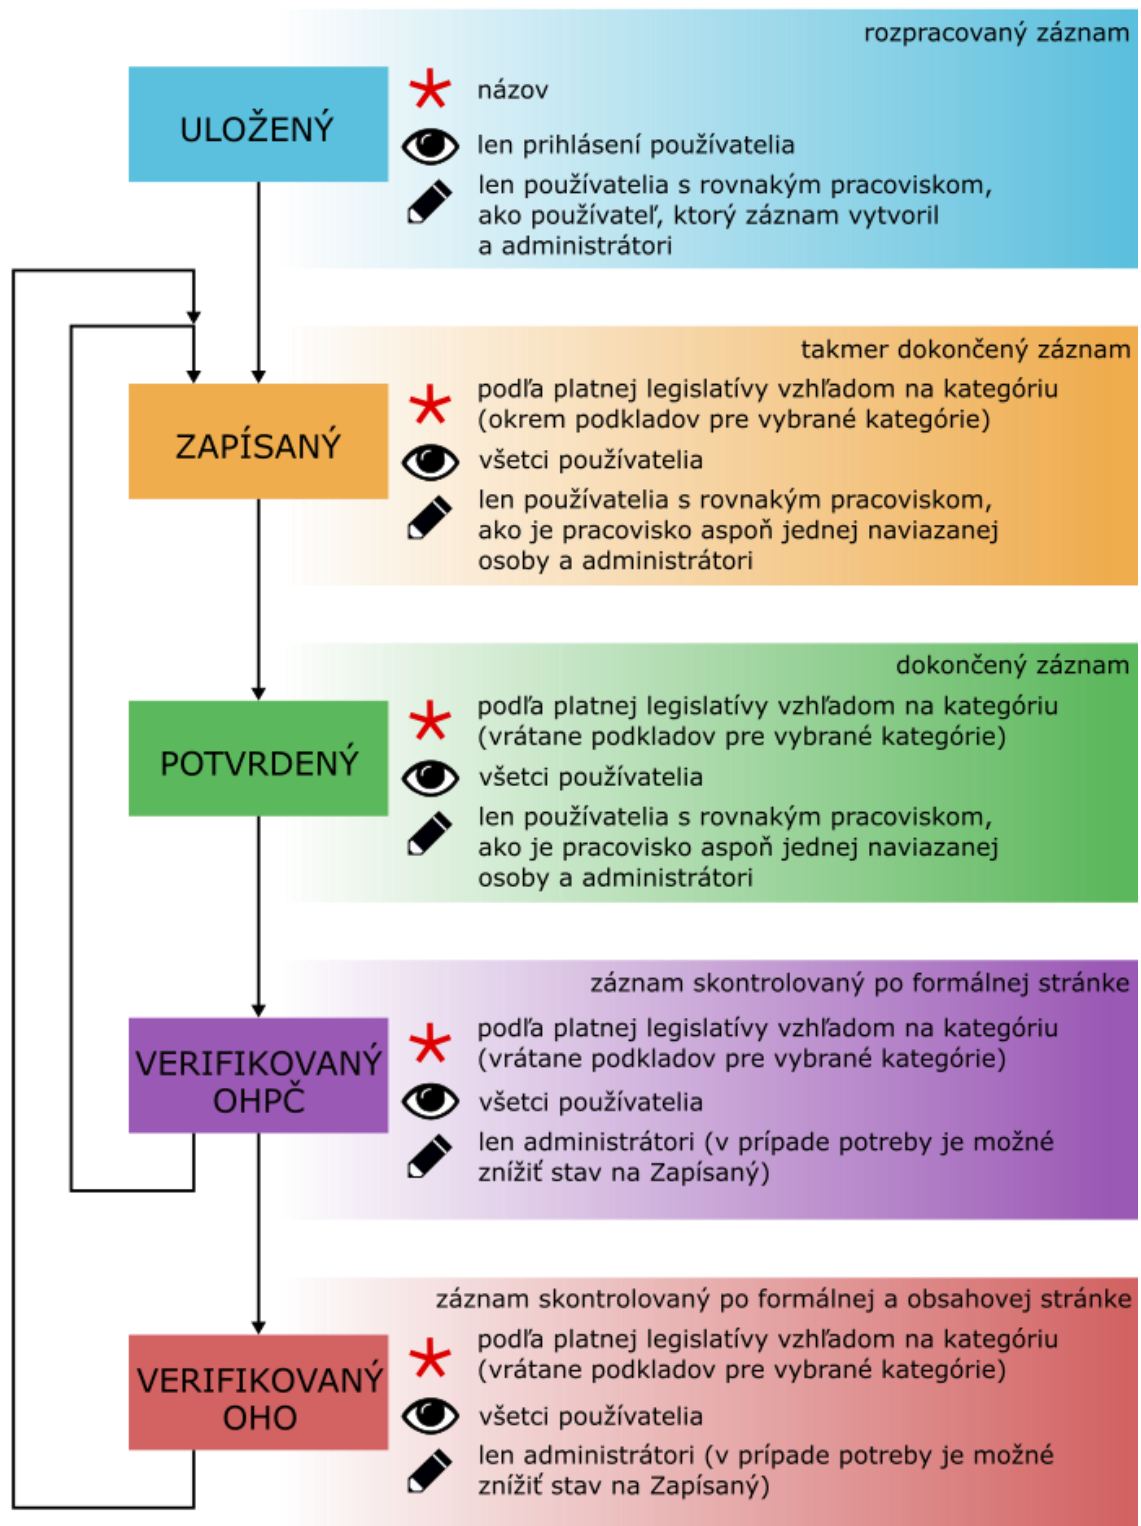 rozpracovaný záznam
ULOŽENÝ
názov
len prihlásení používatelia
len používatelia s rovnakým pracoviskom,
ako používateľ, ktorý záznam vytvoril
a administrátori
takmer dokončený záznam
ZAPÍSANÝ
podľa platnej legislatívy vzhľadom na kategóriu
(okrem podkladov pre vybrané kategórie)
všetci používatelia
len používatelia s rovnakým pracoviskom,
ako je pracovisko aspoň jednej naviazanej
osoby a administrátori
dokončený záznam
POTVRDENÝ
podľa platnej legislatívy vzhľadom na kategóriu
(vrátane podkladov pre vybrané kategórie)
všetci používatelia
len používatelia s rovnakým pracoviskom,
ako je pracovisko aspoň jednej naviazanej
osoby a administrátori
záznam skontrolovaný po formálnej stránke
VERIFIKOVANÝ
OHPČ
podľa platnej legislatívy vzhľadom na kategóriu
(vrátane podkladov pre vybrané kategórie)
všetci používatelia
len administrátori (v prípade potreby je možné
znížiť stav na Zapísaný)
záznam skontrolovaný po formálnej a obsahovej stránke
VERIFIKOVANÝ
OHO
podľa platnej legislatívy vzhľadom na kategóriu
(vrátane podkladov pre vybrané kategórie)
všetci používatelia
len administrátori (v prípade potreby je možné
znížiť stav na Zapísaný)